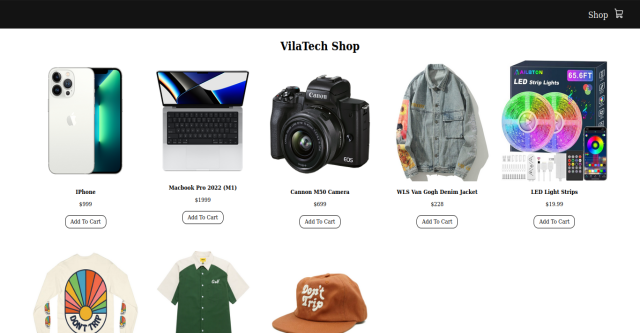 Shop
VilaTech Shop
Canon
EOS
AILBTON
65.6FT
LED Strip Lights
IPhone
Macbook Pro 2022 (M1)
Cannon M50 Camera
WLS Van Gogh Denim Jacket
LED Light Strips
$999
$1999
$699
$228
$19.99
Add To Cart
Add To Cart
Add To Cart
Add To Cart
Add To Cart
DON'T TRIP
Don't
Trip